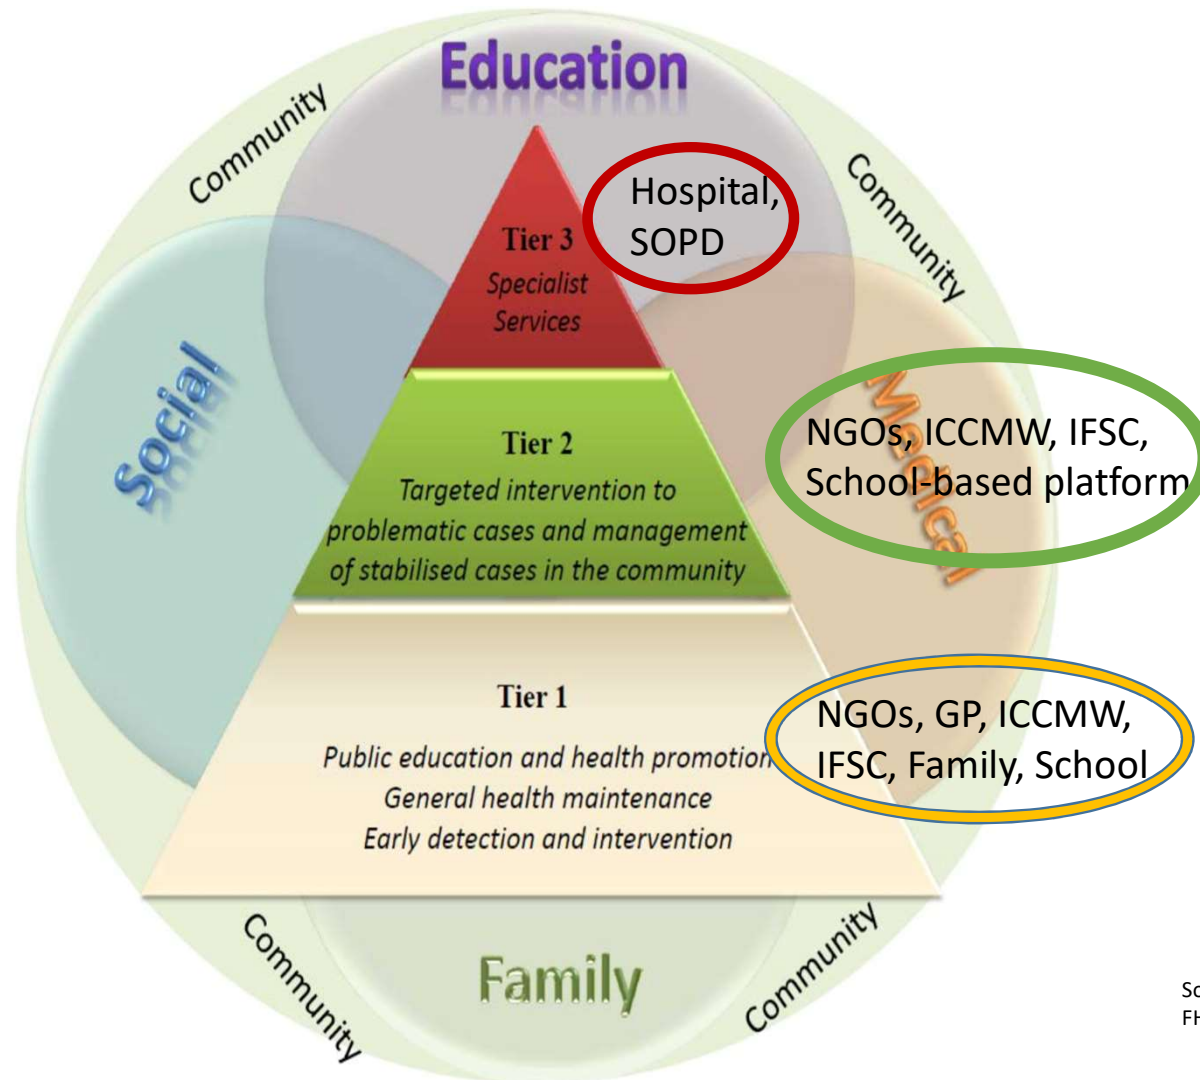 Education
Community
Community
Hospital,
SOPD
Tier 3
Specialist
Services
Social
Medical
NGOs, ICCMW, IFSC,
School-based platform
Tier 2
Targeted intervention to
problematic cases and management
of stabilised cases in the community
Tier 1
NGOs, GP, ICCMW,
IFSC, Family, School
Public education and health promotion
General health maintenance
Early detection and intervention
Community
Community
Family